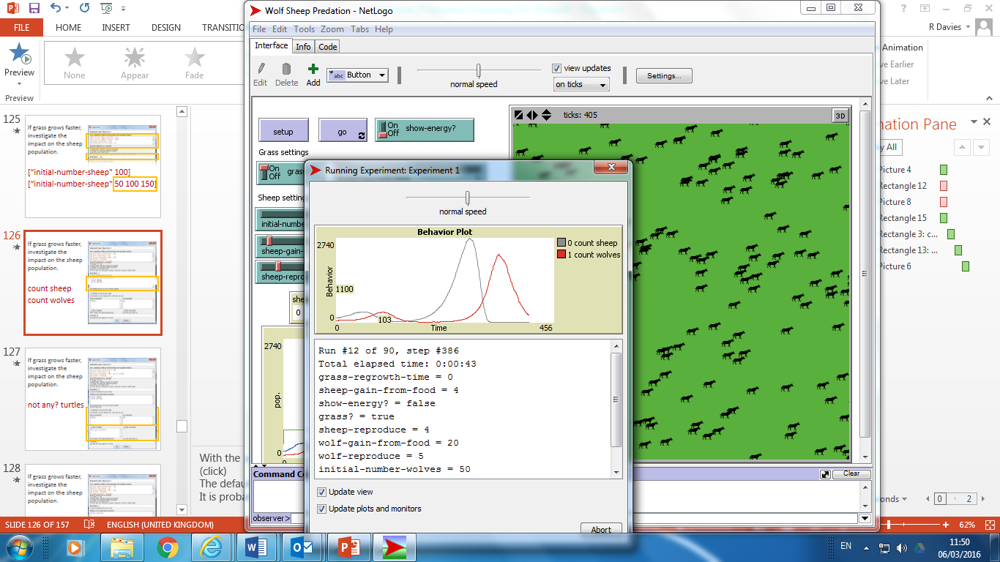 R Davies
FILE
HOME
INSERT
DESIGN
TRANSITIO
Preview
None
Appear
Fade
Preview
Animation
ve Earlier
ve Later
125
If grass grows faster,
investigate the
impact on the sheep
population.
["initial-number-sheep" 100]
["initial-number-sheep" 50 100 150]
126
If grass grows faster,
investigate the
impact on the sheep
population.
count sheep
count wolves
127
If grass grows faster,
investigate the
impact on the sheep
population.
not any? turtles
128
If grass grows faster,
investigate the
impact on the sheep
population.
With the
(click)
The defau
It is proba
Wolf Sheep Predation - NetLogo
File Edit Tools Zoom Tabs Help
Interface Info Code
Edit Delete Add
abc Button
normal speed
view updates
on ticks
Settings...
ticks: 405
3D
setup
go
On
Off
show-energy?
Grass settings
On
Off
gras
Sheep setting
initial-numb
sheep-gain-
sheep-repro
she
0
2740
pop.
0
0
Command Ce
Clear
observer>
Running Experiment: Experiment 1
normal speed
Behavior Plot
2740
Behavior
1100
0
103
0
Time
456
0 count sheep
1 count wolves
Run #12 of 90, step #386
Total elapsed time: 0:00:43
grass-regrowth-time = 0
sheep-gain-from-food = 4
show-energy? = false
grass? = true
sheep-reproduce = 4
wolf-gain-from-food = 20
wolf-reproduce = 5
initial-number-wolves = 50
Update view
Update plots and monitors
Abort
nation Pane
y All
Picture 4
Rectangle 12
Picture 8
Rectangle 15
Rectangle 3: c...
Rectangle 13: ...
Picture 6
onds
0
2
SLIDE 126 OF 157
ENGLISH (UNITED KINGDOM)
62%
EN
11:50
06/03/2016